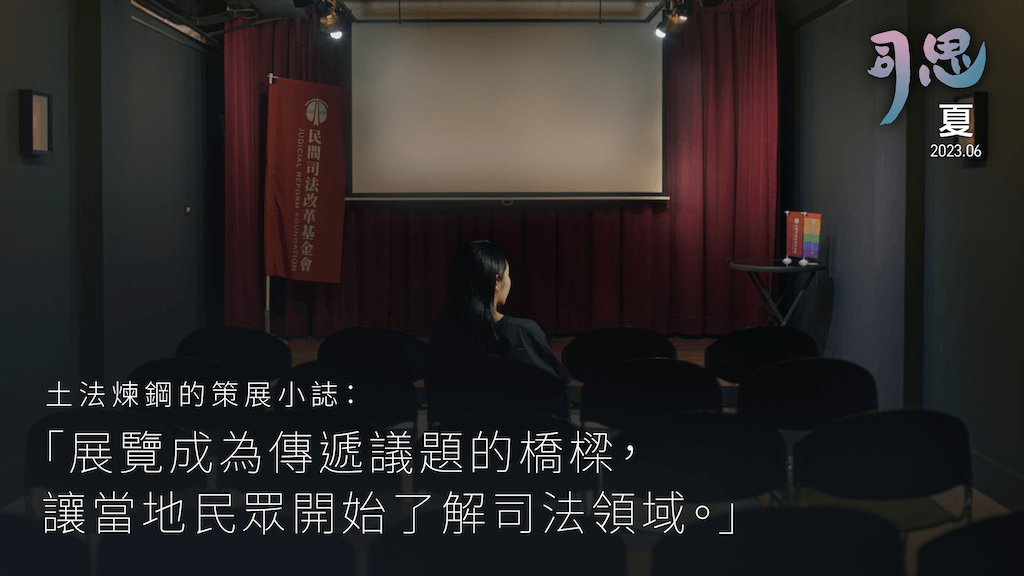 司思
夏
2023.06
民間司法改革基金會
JUDICIAL REFORM FOUNDATION
土法煉鋼的策展小誌：
「展覽成為傳遞議題的橋樑，
讓當地民眾開始了解司法領域。」